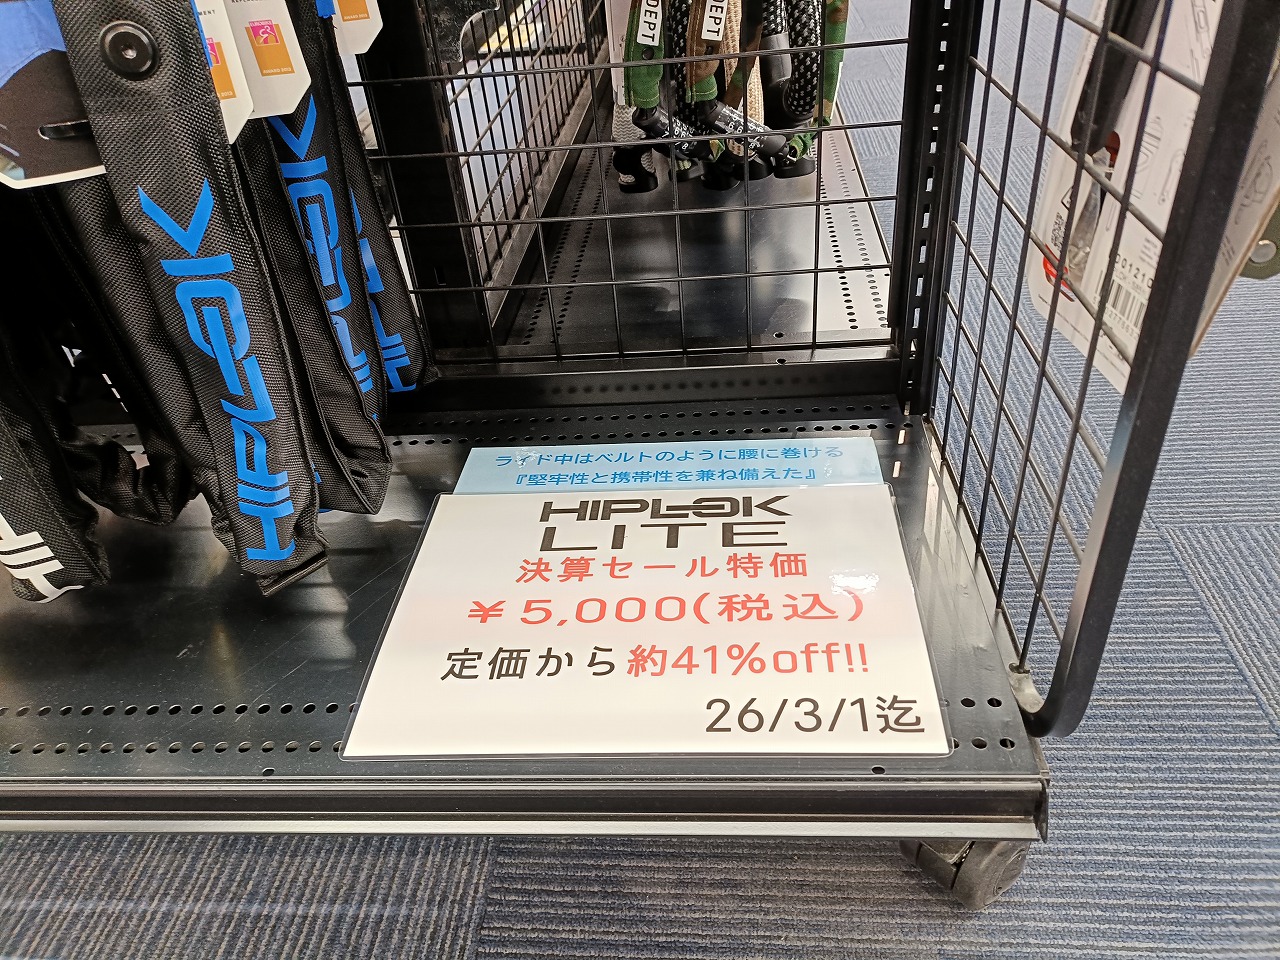 DEPT
DEPT
HIPLOK
HIPLOK
ライド中はベルトのように腰に巻ける
『堅牢性と携帯性を兼ね備えた』
HIPLOK
LITE
決算セール特価
￥5,000(税込)
定価から約41%off!!
26/3/1迄